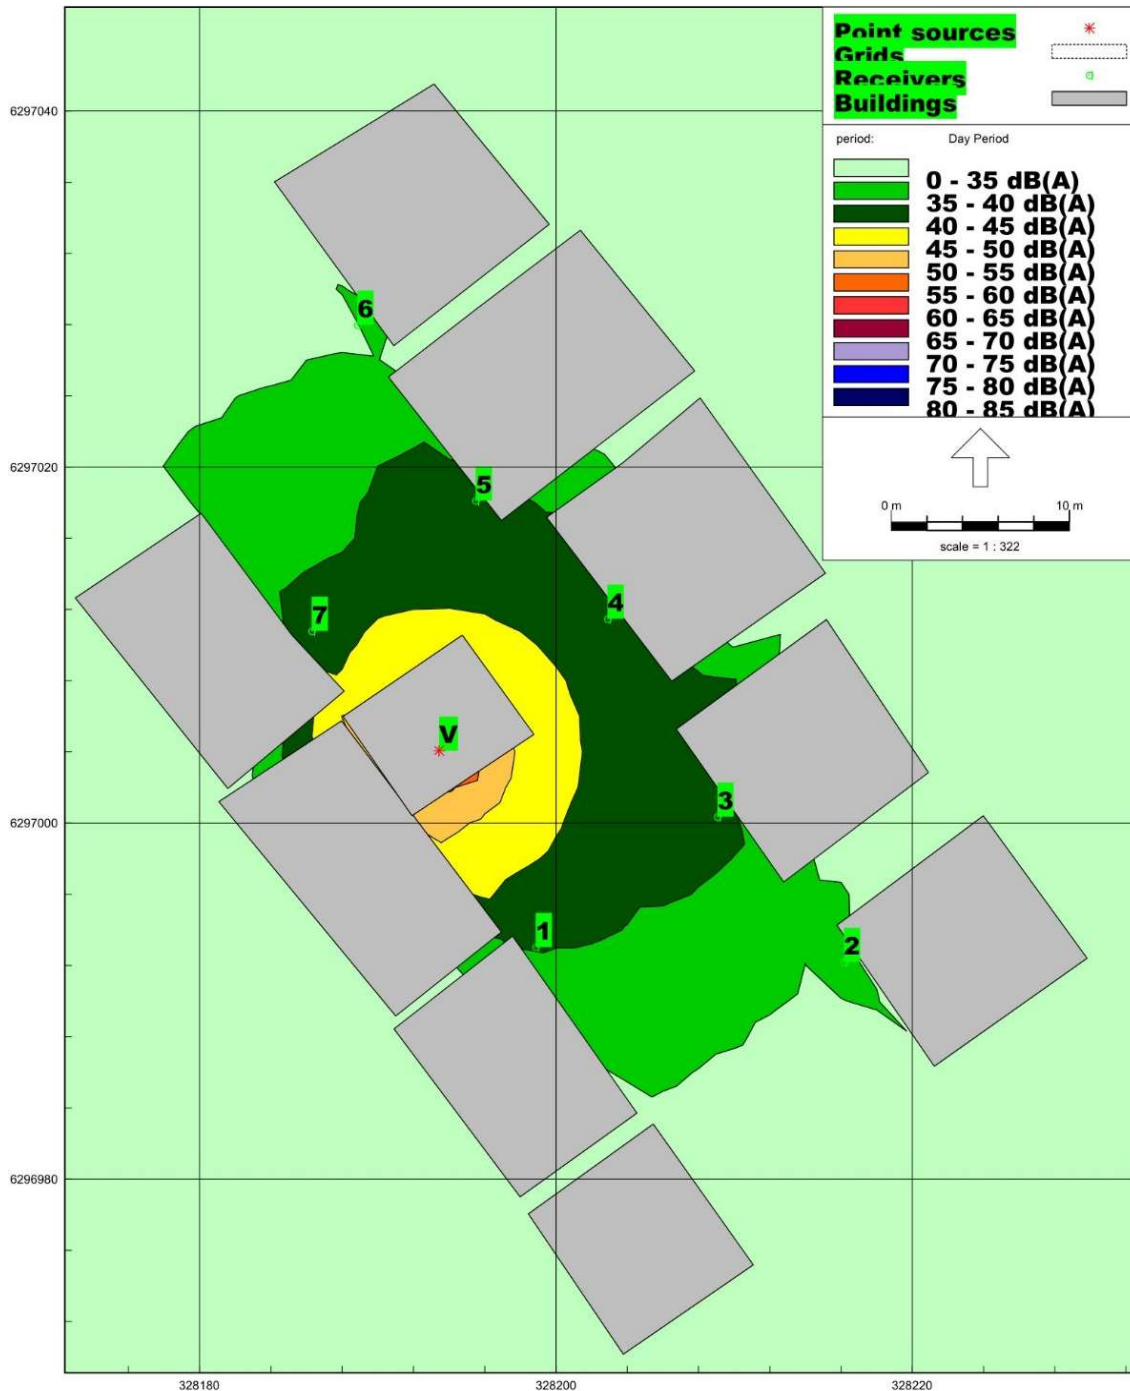 Point sources
Grids
Receivers
Buildings
period: Day Period
0 - 35 dB(A)
35 - 40 dB(A)
40 - 45 dB(A)
45 - 50 dB(A)
50 - 55 dB(A)
55 - 60 dB(A)
60 - 65 dB(A)
65 - 70 dB(A)
70 - 75 dB(A)
75 - 80 dB(A)
80 - 85 dB(A)
0 m 10 m
scale = 1 : 322
6297040
6
6297020
5
4
7
V
3
6297000
1
2
6296980
328180 328200 328220